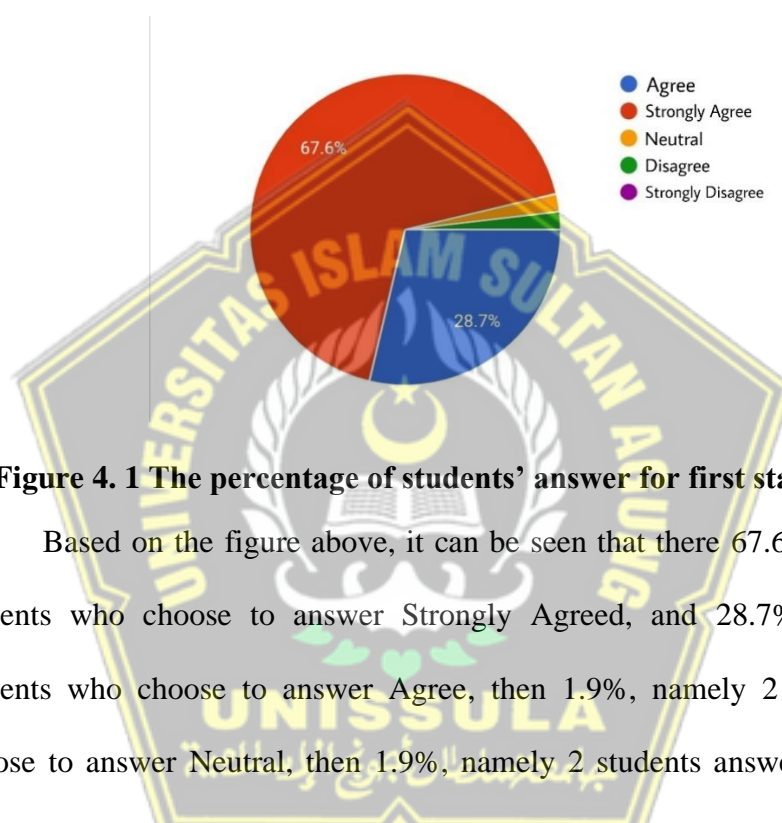 Agree
Strongly Agree
67.6%
Neutral
Disagree
Strongly Disagree
UNIVERSITAS ISLAM SULTAN AGUNG
28.7%
Figure 4. 1 The percentage of students’ answer for first sta
Based on the figure above, it can be seen that there 67.6
ents who choose to answer Strongly Agreed, and 28.7%
ents who choose to answer Agree, then 1.9%, namely 2
UNISSULA
ose to answer Neutral, then 1.9%, namely 2 students answe